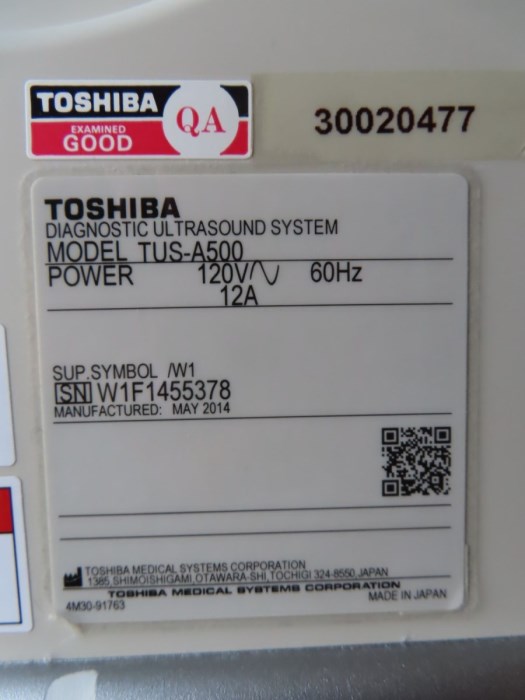 TOSHIBA
EXAMINED
GOOD
QA
30020477
TOSHIBA
DIAGNOSTIC ULTRASOUND SYSTEM
MODEL TUS-A500
POWER 120V 60Hz
12A
SUP.SYMBOL /W1
SN W1F1455378
MANUFACTURED: MAY 2014
TOSHIBA MEDICAL SYSTEMS CORPORATION
1385,SHIMOISHIGAMI,OTAWARA-SHI,TOCHIGI 324-8550,JAPAN
TOSHIBA MEDICAL SYSTEMS CORPORATION
4M30-91763 MADE IN JAPAN